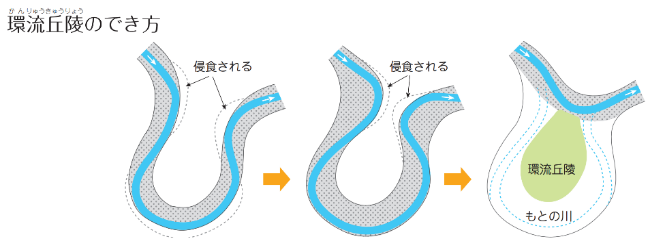 かんりゅうきゅうりょう
環流丘陵のでき方
侵食される
侵食される
環流丘陵
もとの川